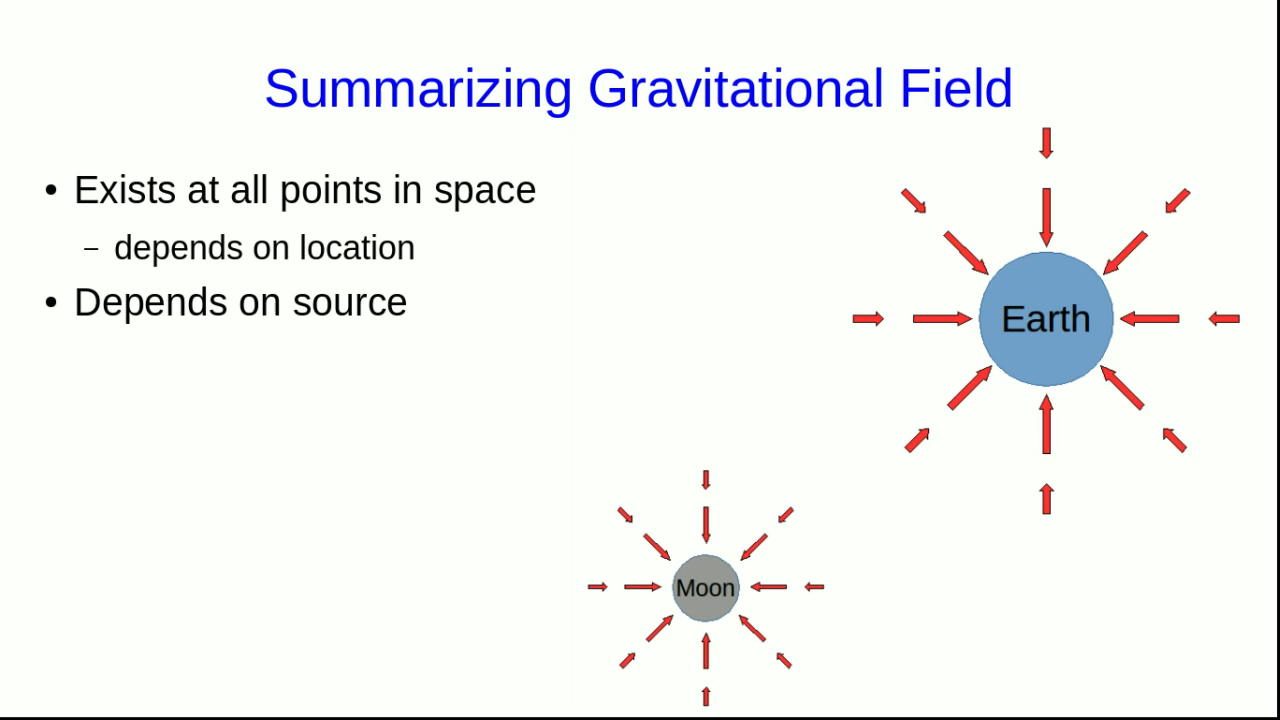 Summarizing Gravitational Field
• Exists at all points in space
– depends on location
• Depends on source
Earth
Moon